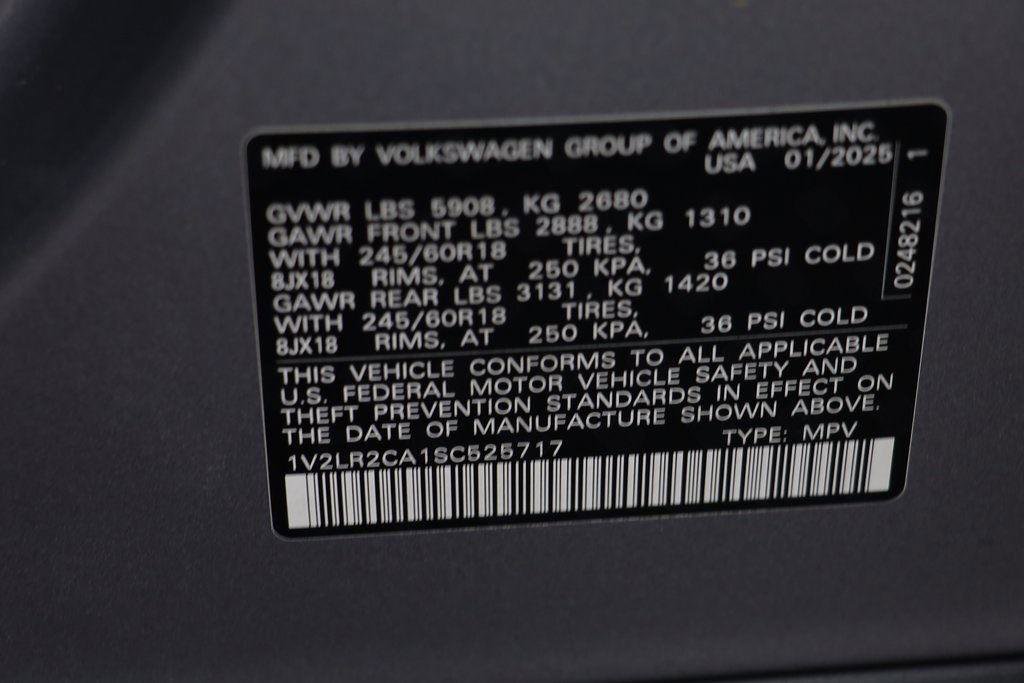 MFD BY VOLKSWAGEN GROUP OF AMERICA, INC.
USA 01/2025
GVWR LBS 5908, KG 2680
GAWR FRONT LBS 2888, KG 1310
WITH 245/60R18 TIRES,
8JX18 RIMS, AT 250 KPA, 36 PSI COLD
GAWR REAR LBS 3131, KG 1420
WITH 245/60R18 TIRES,
8JX18 RIMS, AT 250 KPA, 36 PSI COLD
THIS VEHICLE CONFORMS TO ALL APPLICABLE
U.S. FEDERAL MOTOR VEHICLE SAFETY AND
THEFT PREVENTION STANDARDS IN EFFECT ON
THE DATE OF MANUFACTURE SHOWN ABOVE.
1V2LR2CA1SC525717 TYPE: MPV
0248216 1